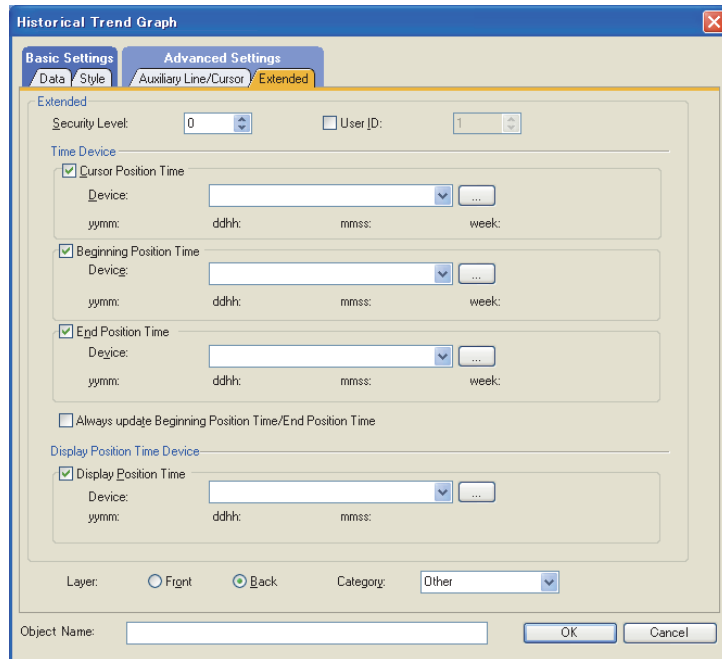 Historical Trend Graph
Basic Settings Advanced Settings
Data Style Auxiliary Line/Cursor Extended
Extended
Security Level: 0 User ID: 1
Time Device
Cursor Position Time
Device: ...
yymm: ddhh: mmss: week:
Beginning Position Time
Device: ...
yymm: ddhh: mmss: week:
End Position Time
Device: ...
yymm: ddhh: mmss: week:
Always update Beginning Position Time/End Position Time
Display Position Time Device
Display Position Time
Device: ...
yymm: ddhh: mmss:
Layer: Front Back Category: Other
Object Name: OK Cancel